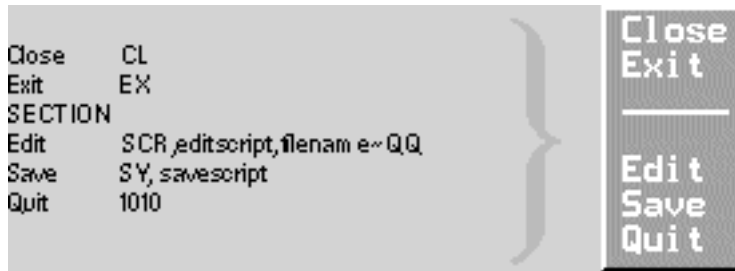 Close CL
Exit EX
SECTION
Edit SCR,editscript,filename~QQ
Save SY, savescript
Quit 1010
Close
Exit
Edit
Save
Quit